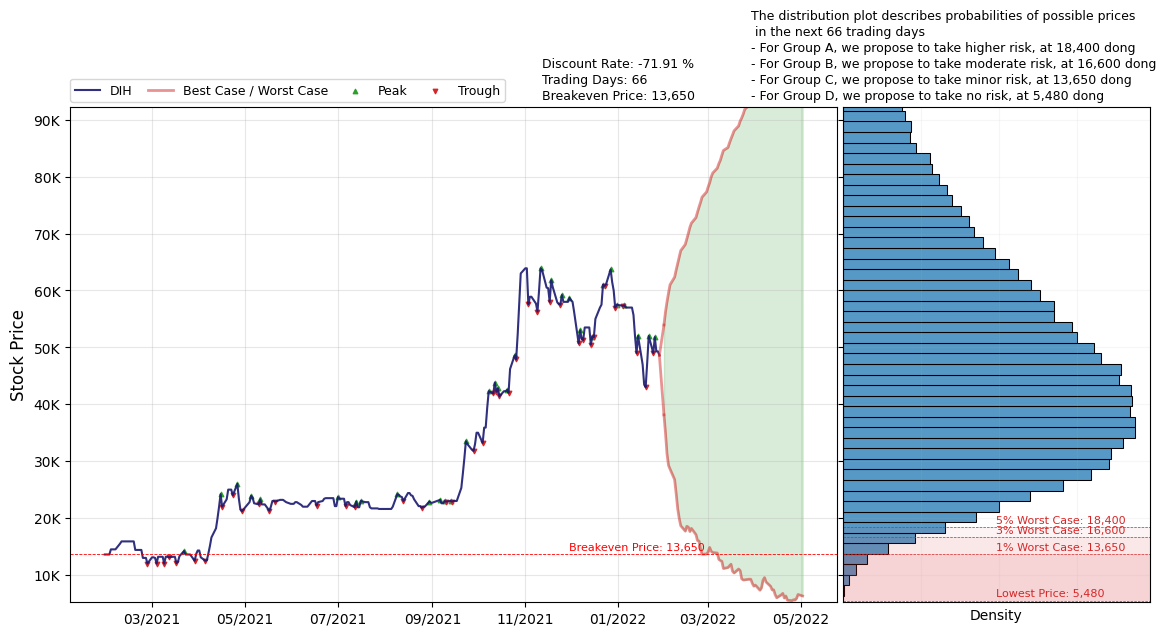 The distribution plot describes probabilities of possible prices
in the next 66 trading days
- For Group A, we propose to take higher risk, at 18,400 dong
- For Group B, we propose to take moderate risk, at 16,600 dong
- For Group C, we propose to take minor risk, at 13,650 dong
- For Group D, we propose to take no risk, at 5,480 dong
Discount Rate: -71.91 %
Trading Days: 66
Breakeven Price: 13,650
DIH
Best Case / Worst Case
Peak
Trough
Stock Price
90K
80K
70K
60K
50K
40K
30K
20K
10K
Breakeven Price: 13,650
5% Worst Case: 18,400
3% Worst Case: 16,600
1% Worst Case: 13,650
Lowest Price: 5,480
03/2021
05/2021
07/2021
09/2021
11/2021
01/2022
03/2022
05/2022
Density